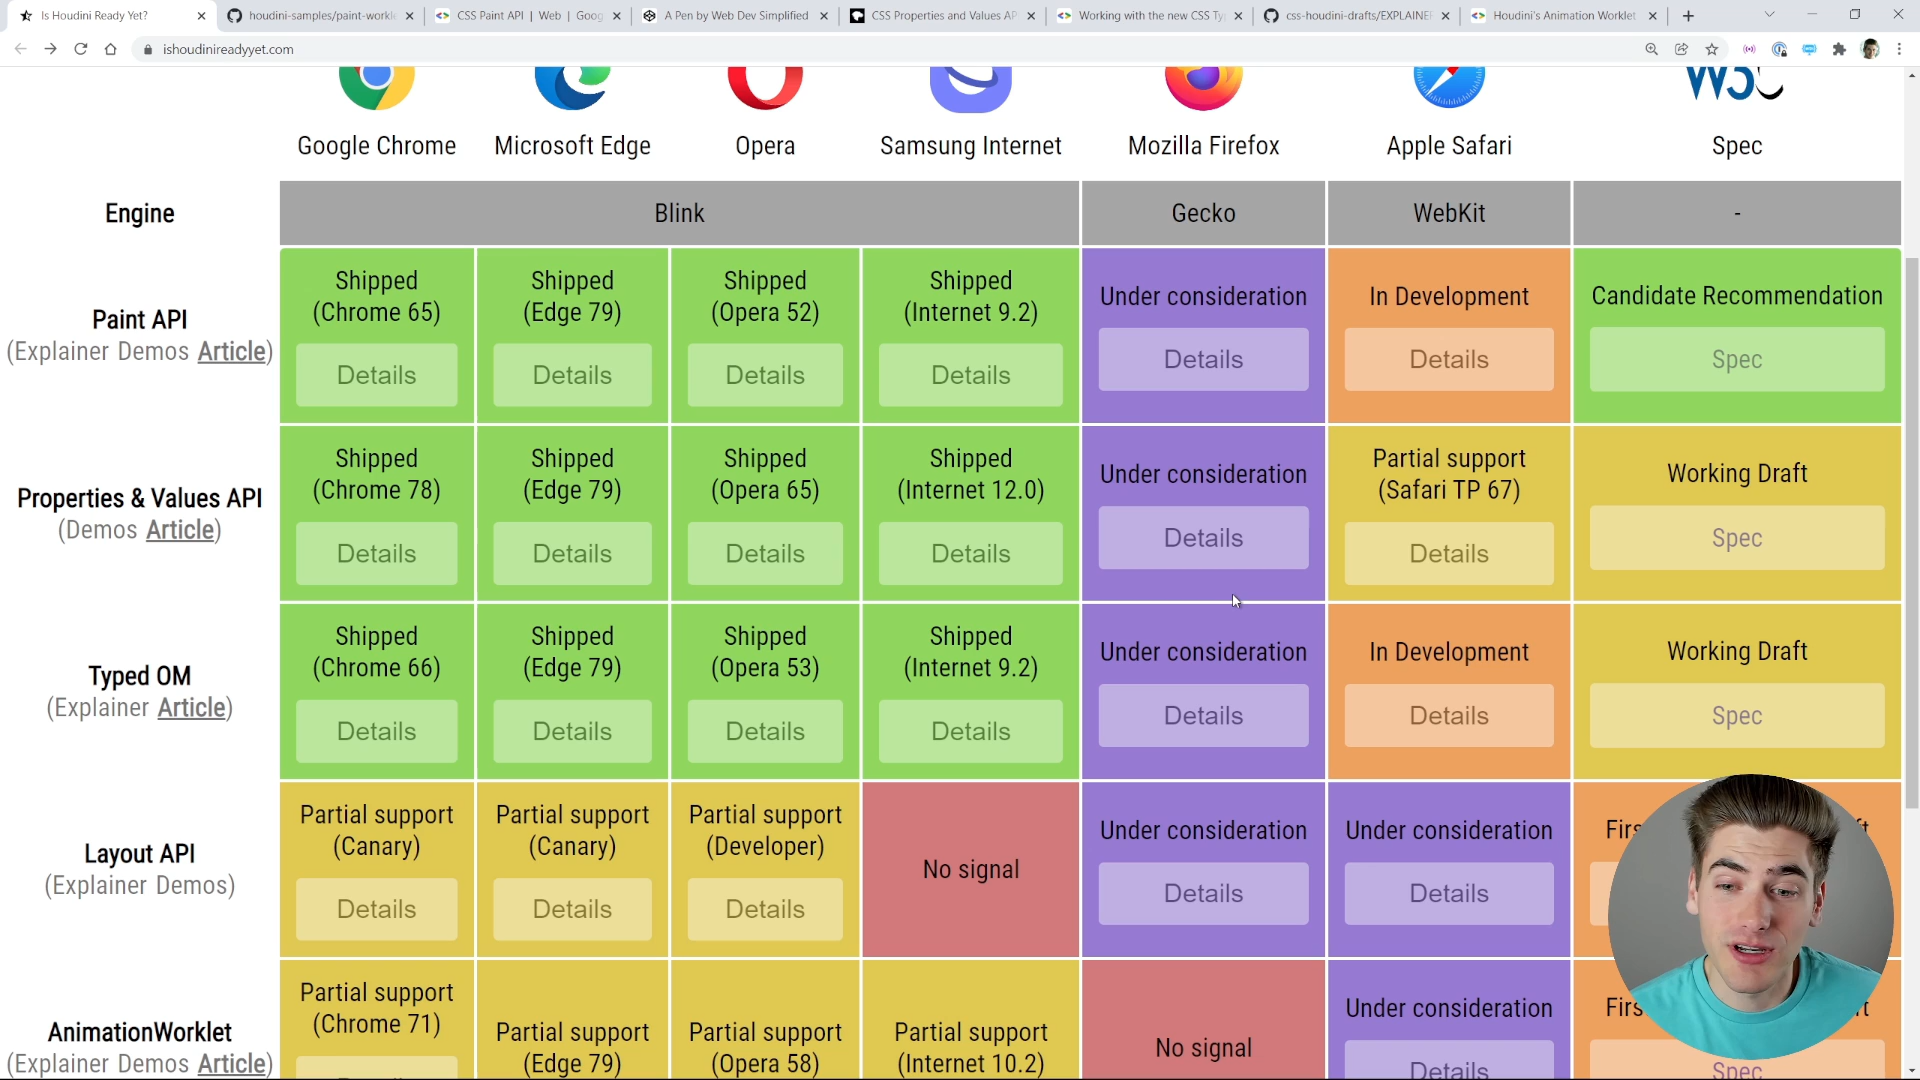 Is Houdini Ready Yet?
houdini-samples/paint-workl
CSS Paint API | Web | Goog
A Pen by Web Dev Simplified
CSS Properties and Values AP
Working with the new CSS Ty
css-houdini-drafts/EXPLAINE
Houdini's Animation Worklet
ishoudinireadyyet.com
W3C
Google Chrome Microsoft Edge Opera Samsung Internet Mozilla Firefox Apple Safari Spec
Engine Blink Gecko WebKit -
Paint API
(Explainer Demos Article)
Shipped
(Chrome 65)
Details
Shipped
(Edge 79)
Details
Shipped
(Opera 52)
Details
Shipped
(Internet 9.2)
Details
Under consideration
Details
In Development
Details
Candidate Recommendation
Spec
Properties & Values API
(Demos Article)
Shipped
(Chrome 78)
Details
Shipped
(Edge 79)
Details
Shipped
(Opera 65)
Details
Shipped
(Internet 12.0)
Details
Under consideration
Details
Partial support
(Safari TP 67)
Details
Working Draft
Spec
Typed OM
(Explainer Article)
Shipped
(Chrome 66)
Details
Shipped
(Edge 79)
Details
Shipped
(Opera 53)
Details
Shipped
(Internet 9.2)
Details
Under consideration
Details
In Development
Details
Working Draft
Spec
Layout API
(Explainer Demos)
Partial support
(Canary)
Details
Partial support
(Canary)
Details
Partial support
(Developer)
Details
No signal
Under consideration
Details
Under consideration
Details
AnimationWorklet
(Explainer Demos Article)
Partial support
(Chrome 71)
Partial support
(Edge 79)
Partial support
(Opera 58)
Partial support
(Internet 10.2)
No signal
Under consideration
Details
Spec